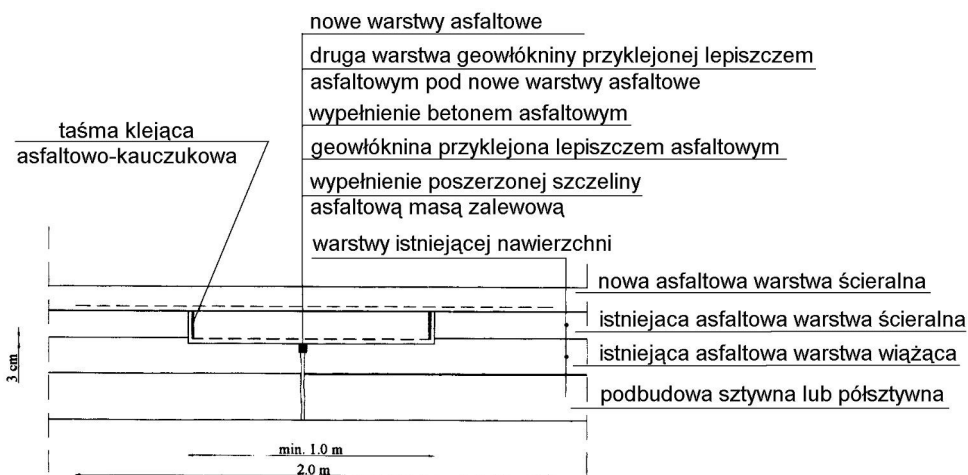 nowe warstwy asfaltowe
druga warstwa geowłókniny przyklejonej lepiszczem
asfaltowym pod nowe warstwy asfaltowe
wypełnienie betonem asfaltowym
taśma klejąca
asfaltowo-kauczukowa
geowłóknina przyklejona lepiszczem asfaltowym
wypełnienie poszerzonej szczeliny
asfaltową masą zalewową
warstwy istniejącej nawierzchni
nowa asfaltowa warstwa ścieralna
istniejaca asfaltowa warstwa ścieralna
istniejąca asfaltowa warstwa wiążąca
podbudowa sztywna lub półsztywna
3 cm
min. 1.0 m
2.0 m